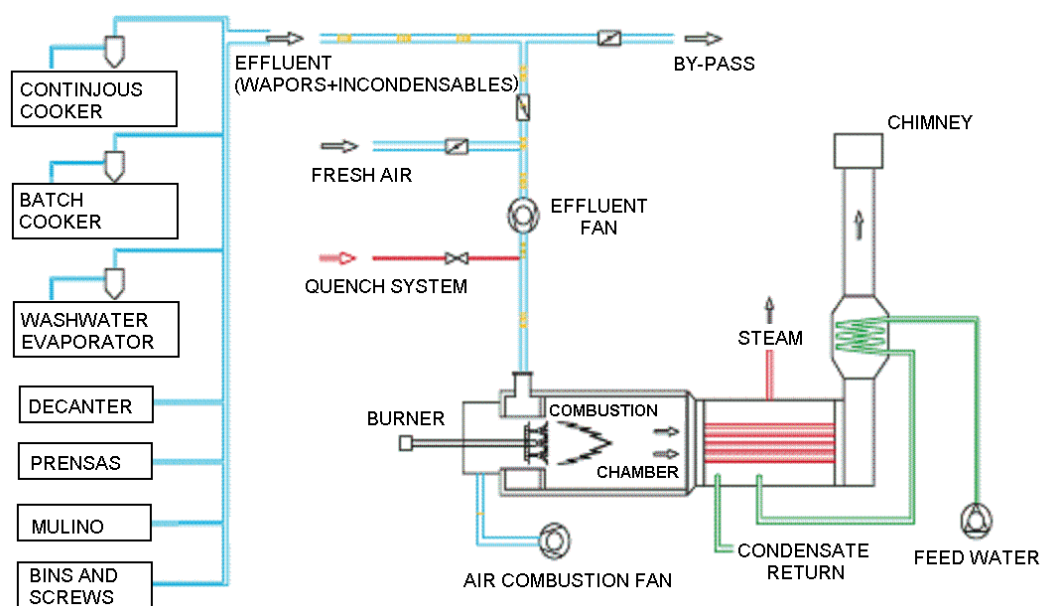 CONTINJOUS
COOKER
BATCH
COOKER
WASHWATER
EVAPORATOR
DECANTER
PRENSAS
MULINO
BINS AND
SCREWS
EFFLUENT
(WAPORS+INCONDENSABLES)
BY-PASS
FRESH AIR
EFFLUENT
FAN
QUENCH SYSTEM
CHIMNEY
STEAM
BURNER
COMBUSTION
CHAMBER
AIR COMBUSTION FAN
CONDENSATE
RETURN
FEED WATER